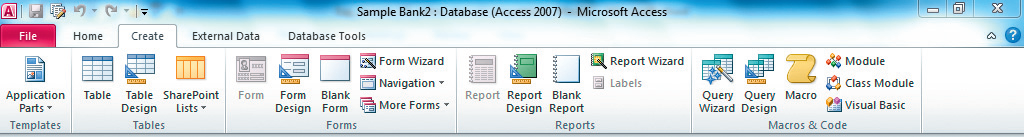 Sample Bank2 : Database (Access 2007) - Microsoft Access
File Home Create External Data Database Tools
Application Parts
Table
Table Design
SharePoint Lists
Form
Form Design
Blank Form
Form Wizard
Navigation
More Forms
Report
Report Design
Blank Report
Report Wizard
Labels
Query Wizard
Query Design
Macro
Module
Class Module
Visual Basic
Templates Tables Forms Reports Macros & Code